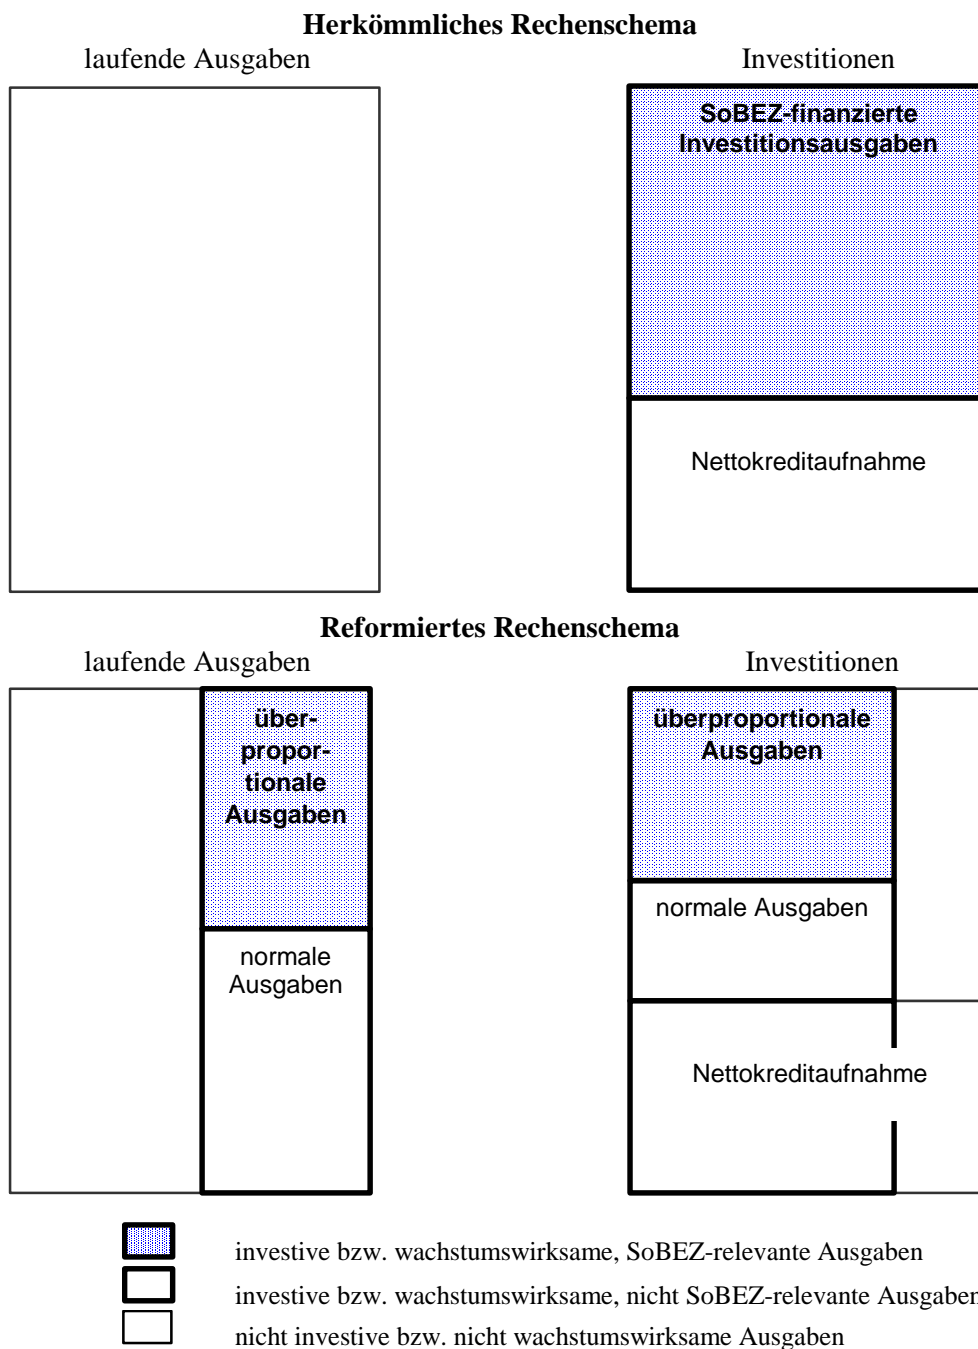 Herkömmliches Rechenschema
laufende Ausgaben
Investitionen
SoBEZ-finanzierte
Investitionsausgaben
Nettokreditaufnahme
Reformiertes Rechenschema
laufende Ausgaben
Investitionen
über-
propor-
tionale
Ausgaben
normale
Ausgaben
überproportionale
Ausgaben
normale Ausgaben
Nettokreditaufnahme
investive bzw. wachstumswirksame, SoBEZ-relevante Ausgaben
investive bzw. wachstumswirksame, nicht SoBEZ-relevante Ausgaben
nicht investive bzw. nicht wachstumswirksame Ausgaben